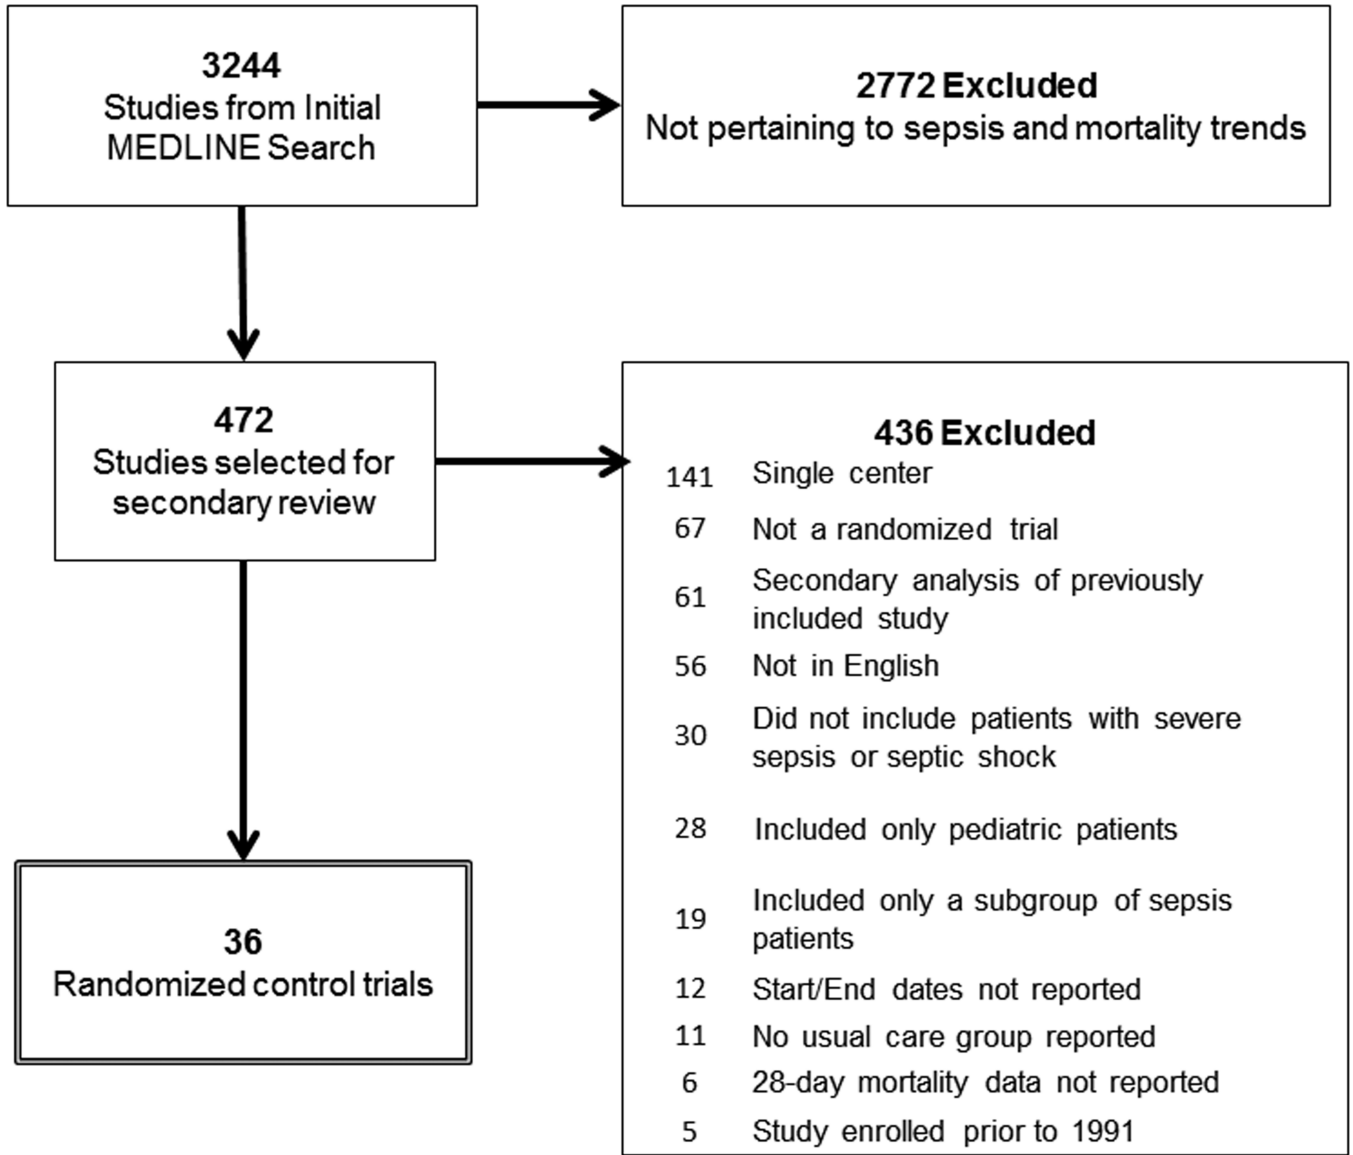 3244
Studies from Initial
MEDLINE Search
2772 Excluded
Not pertaining to sepsis and mortality trends
472
Studies selected for
secondary review
436 Excluded
141 Single center
67 Not a randomized trial
61 Secondary analysis of previously
included study
56 Not in English
30 Did not include patients with severe
sepsis or septic shock
28 Included only pediatric patients
19 Included only a subgroup of sepsis
patients
12 Start/End dates not reported
11 No usual care group reported
6 28-day mortality data not reported
5 Study enrolled prior to 1991
36
Randomized control trials